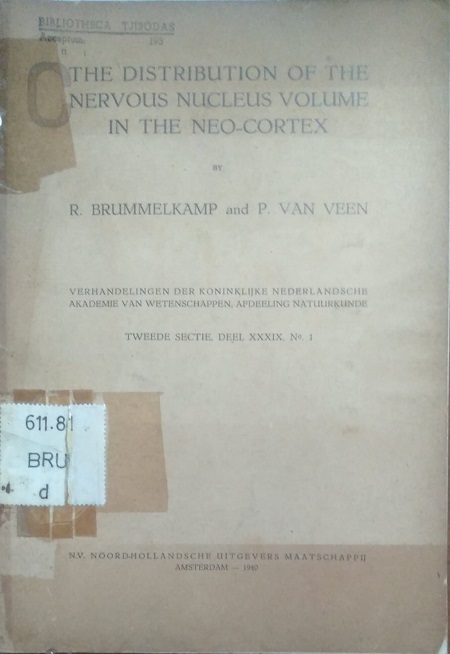 BIBLIOTHECA TJIBODAS
THE DISTRIBUTION OF THE
NERVOUS NUCLEUS VOLUME
IN THE NEO-CORTEX
BY
R. BRUMMELKAMP and P. VAN VEEN
VERHANDELINGEN DER KONINKLIJKE NEDERLANDSCHE
AKADEMIE VAN WETENSCHAPPEN, AFDEELING NATUURKUNDE
TWEEDE SECTIE, DEEL XXXIX, No. 1
611.81
BRU
d
N.V. NOORD-HOLLANDSCHE UITGEVERS MAATSCHAPPIJ
AMSTERDAM — 1940